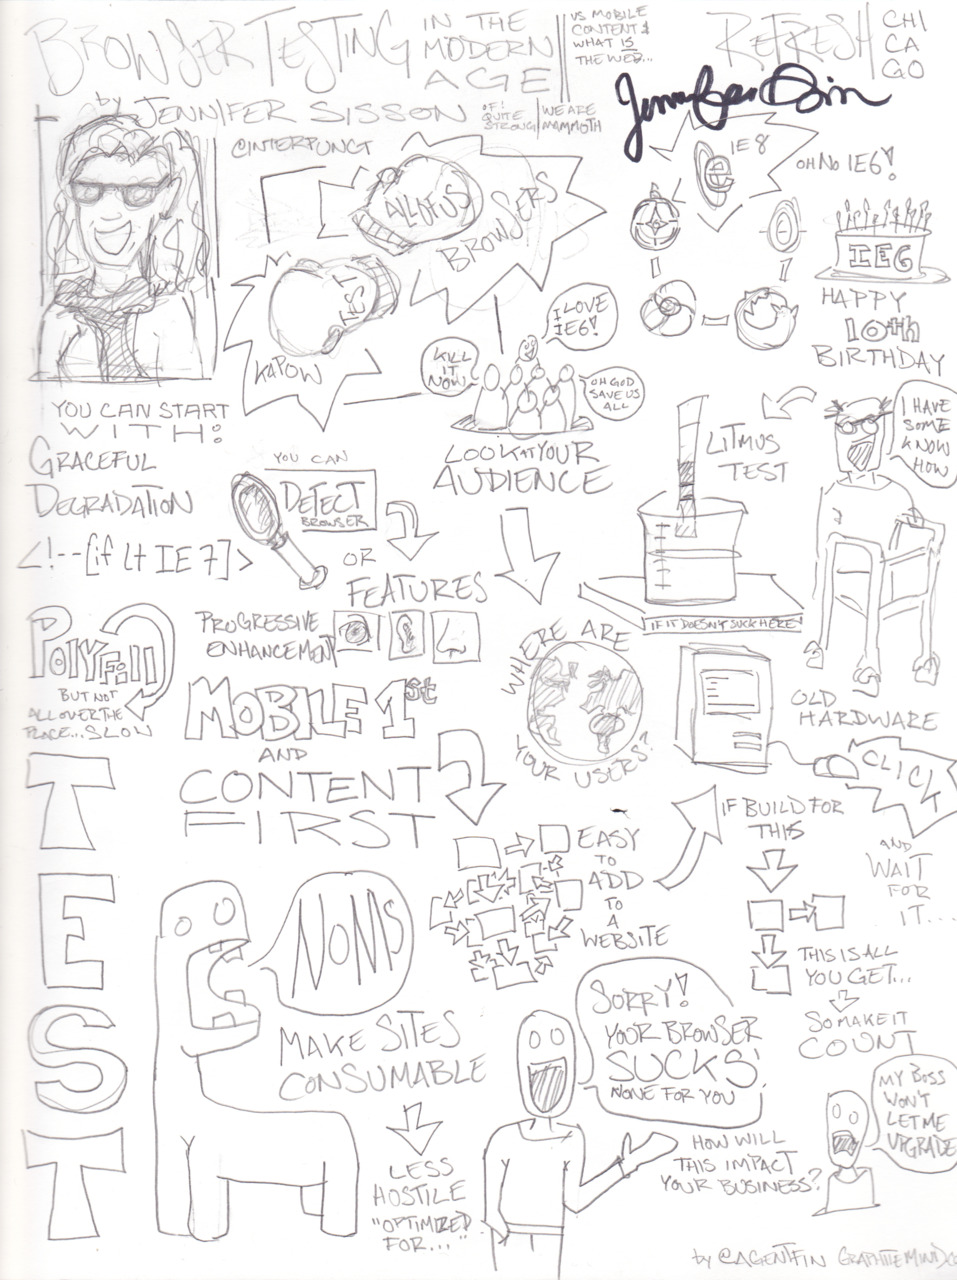 BROWSER TESTING
IN THE
MODERN
AGE
VS MOBILE
CONTENT &
WHAT IS
THE WEB...
REFRESH
CHI
CA
GO
by JENNIFER SISSON
OF:
QUITE
STRONG
WE ARE
MAMMOTH
@INTERPUNCT
ALL OF US
BROWSERS
TEST
KAPOW
IE 8
OH NO IE6!
IE6
HAPPY
10th
BIRTHDAY
I LOVE
IE6!
KILL
IT
NOW
OH GOD
SAVE US
ALL
LOOK AT YOUR
AUDIENCE
LITMUS
TEST
IF IT DOESN'T SUCK HERE
I HAVE
SOME
KNOW
HOW
YOU CAN START
WITH:
GRACEFUL
DEGRADATION
<!--[if lt IE 7]>
YOU CAN
DETECT
BROWSER
OR
FEATURES
PROGRESSIVE
ENHANCEMENT
POLYFILL
BUT NOT
ALL OVER THE
PLACE...SLOW
MOBILE 1st
AND
CONTENT
FIRST
WHERE ARE
YOUR USERS?
OLD
HARDWARE
CLICK
AND
WAIT
FOR
IT...
TEST
EASY
TO
ADD
TO
A
WEBSITE
IF BUILD FOR
THIS
THIS IS ALL
YOU GET...
SO MAKE IT
COUNT
NOMS
MAKE SITES
CONSUMABLE
LESS
HOSTILE
"OPTIMIZED
FOR..."
SORRY!
YOUR BROWSER
SUCKS!
NONE FOR YOU
HOW WILL
THIS IMPACT
YOUR BUSINESS?
MY BOSS
WON'T
LET ME
UPGRADE
by @AGENTFIN GRAPHITEMIND.CO